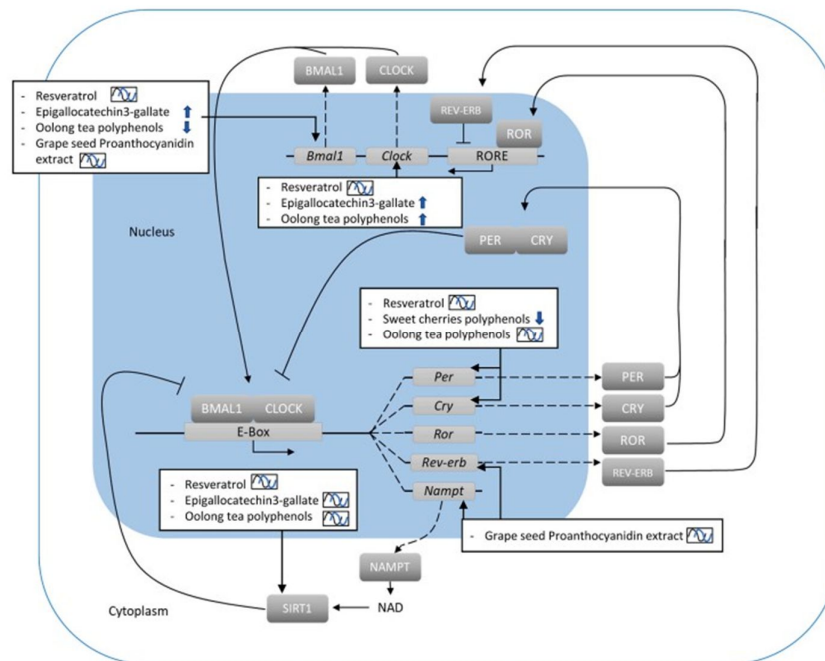 BMAL1
CLOCK
- Resveratrol
- Epigallocatechin3-gallate
- Oolong tea polyphenols
- Grape seed Proanthocyanidin
extract
REV-ERB
ROR
Bmal1
Clock
RORE
- Resveratrol
- Epigallocatechin3-gallate
- Oolong tea polyphenols
Nucleus
PER
CRY
- Resveratrol
- Sweet cherries polyphenols
- Oolong tea polyphenols
Per
PER
BMAL1
CLOCK
Cry
CRY
E-Box
Ror
ROR
Rev-erb
REV-ERB
- Resveratrol
- Epigallocatechin3-gallate
- Oolong tea polyphenols
Nampt
- Grape seed Proanthocyanidin extract
NAMPT
Cytoplasm
SIRT1
NAD